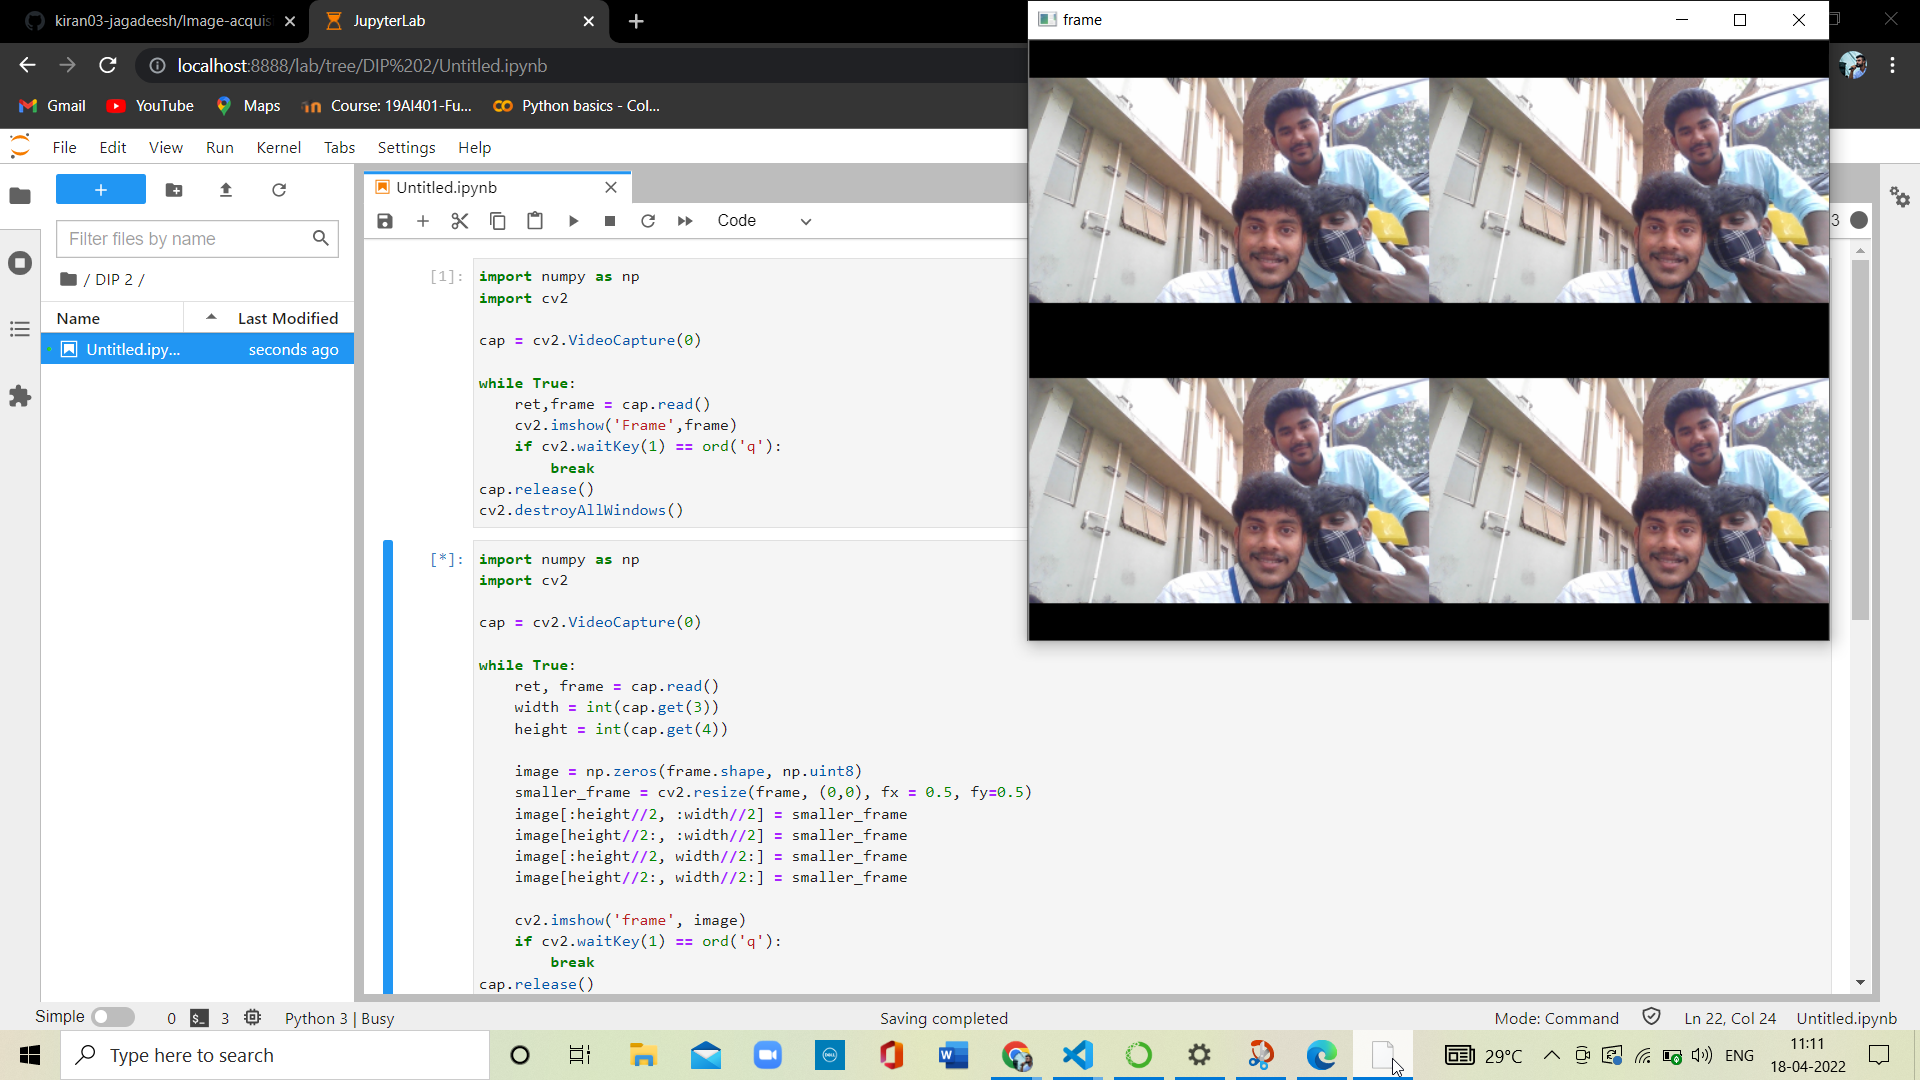 kiran03-jagadeesh/Image-acquis
JupyterLab
frame
localhost:8888/lab/tree/DIP%202/Untitled.ipynb
Gmail
YouTube
Maps
Course: 19AI401-Fu...
Python basics - Col...
File
Edit
View
Run
Kernel
Tabs
Settings
Help
Untitled.ipynb
Code
3
Filter files by name
/ DIP 2 /
Name
Last Modified
Untitled.ipy...
seconds ago
[1]:
import numpy as np
import cv2
cap = cv2.VideoCapture(0)
while True:
ret,frame = cap.read()
cv2.imshow('Frame',frame)
if cv2.waitKey(1) == ord('q'):
break
cap.release()
cv2.destroyAllWindows()
[*]:
import numpy as np
import cv2
cap = cv2.VideoCapture(0)
while True:
ret, frame = cap.read()
width = int(cap.get(3))
height = int(cap.get(4))
image = np.zeros(frame.shape, np.uint8)
smaller_frame = cv2.resize(frame, (0,0), fx = 0.5, fy=0.5)
image[:height//2, :width//2] = smaller_frame
image[height//2:, :width//2] = smaller_frame
image[:height//2, width//2:] = smaller_frame
image[height//2:, width//2:] = smaller_frame
cv2.imshow('frame', image)
if cv2.waitKey(1) == ord('q'):
break
cap.release()
Simple
0
3
Python 3 | Busy
Saving completed
Mode: Command
Ln 22, Col 24
Untitled.ipynb
Type here to search
29°C
ENG
11:11
18-04-2022